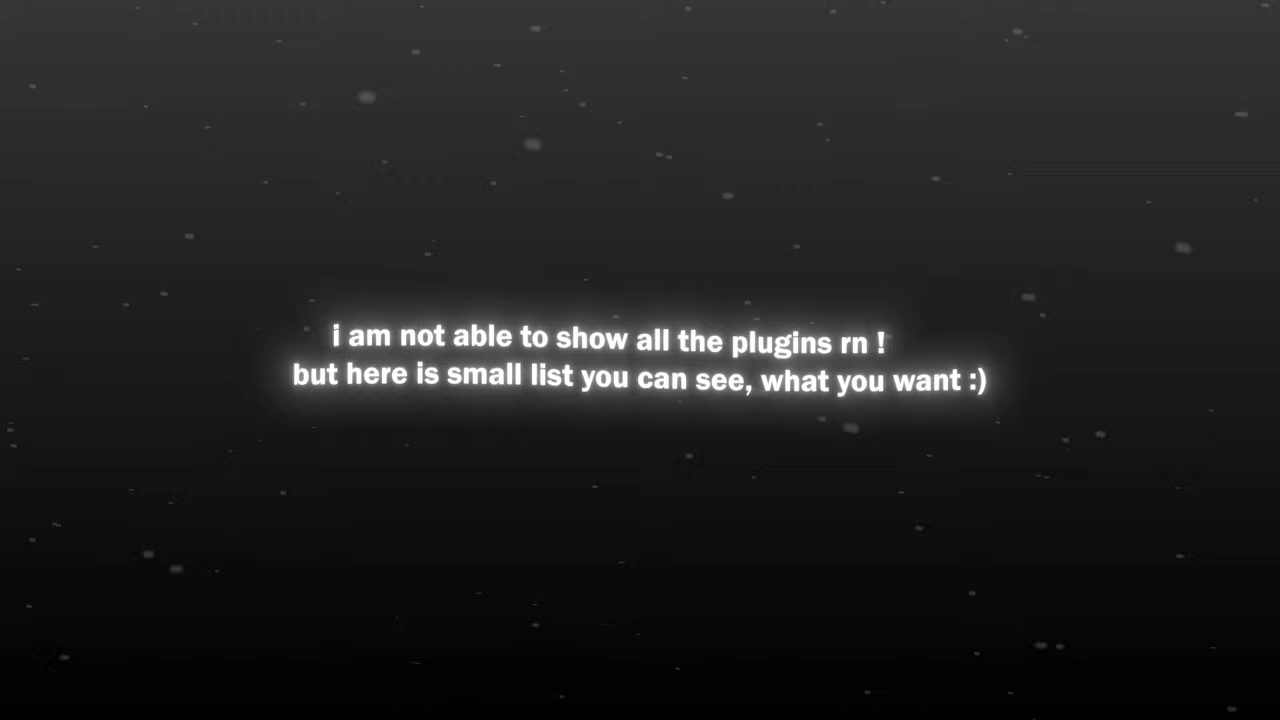 i am not able to show all the plugins rn !
but here is small list you can see, what you want :)